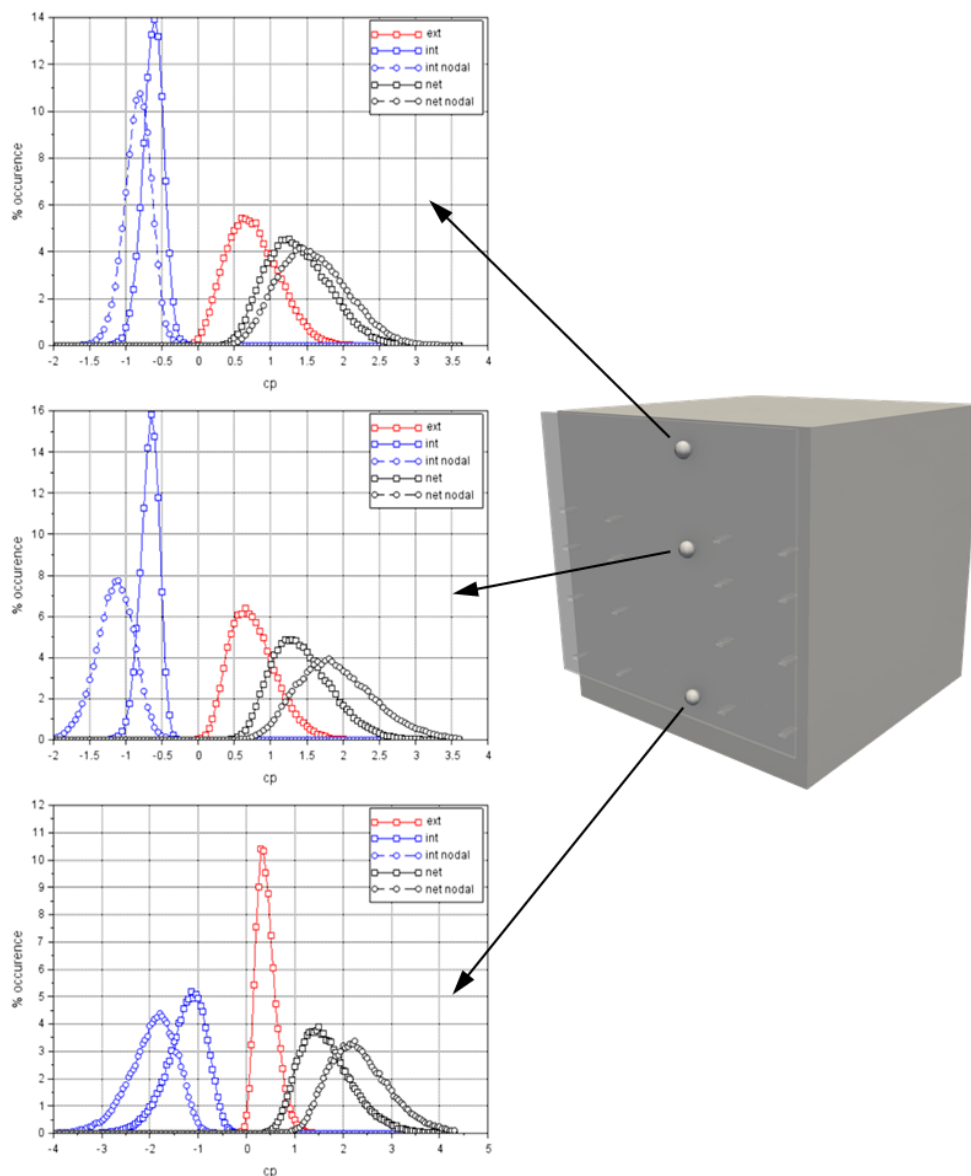 14
12
10
8
6
4
2
0
% occurence
ext
int
int nodal
net
net nodal
-2 -1.5 -1 -0.5 0 0.5 1 1.5 2 2.5 3 3.5 4
cp
16
14
12
10
8
6
4
2
0
% occurence
ext
int
int nodal
net
net nodal
-2 -1.5 -1 -0.5 0 0.5 1 1.5 2 2.5 3 3.5 4
cp
12
11
10
9
8
7
6
5
4
3
2
1
0
% occurence
ext
int
int nodal
net
net nodal
-4 -3 -2 -1 0 1 2 3 4 5
cp